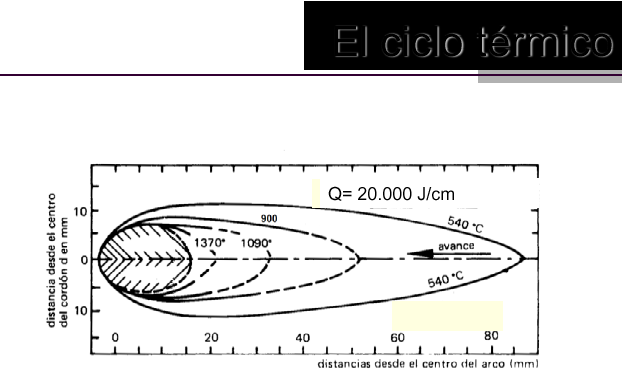 El ciclo térmico
Q= 20.000 J/cm
distancia desde el centro
del cordón d en mm
10
0
10
900
540 °C
1370°
1090°
avance
540 °C
0
20
40
60
80
distancias desde el centro del arco (mm)